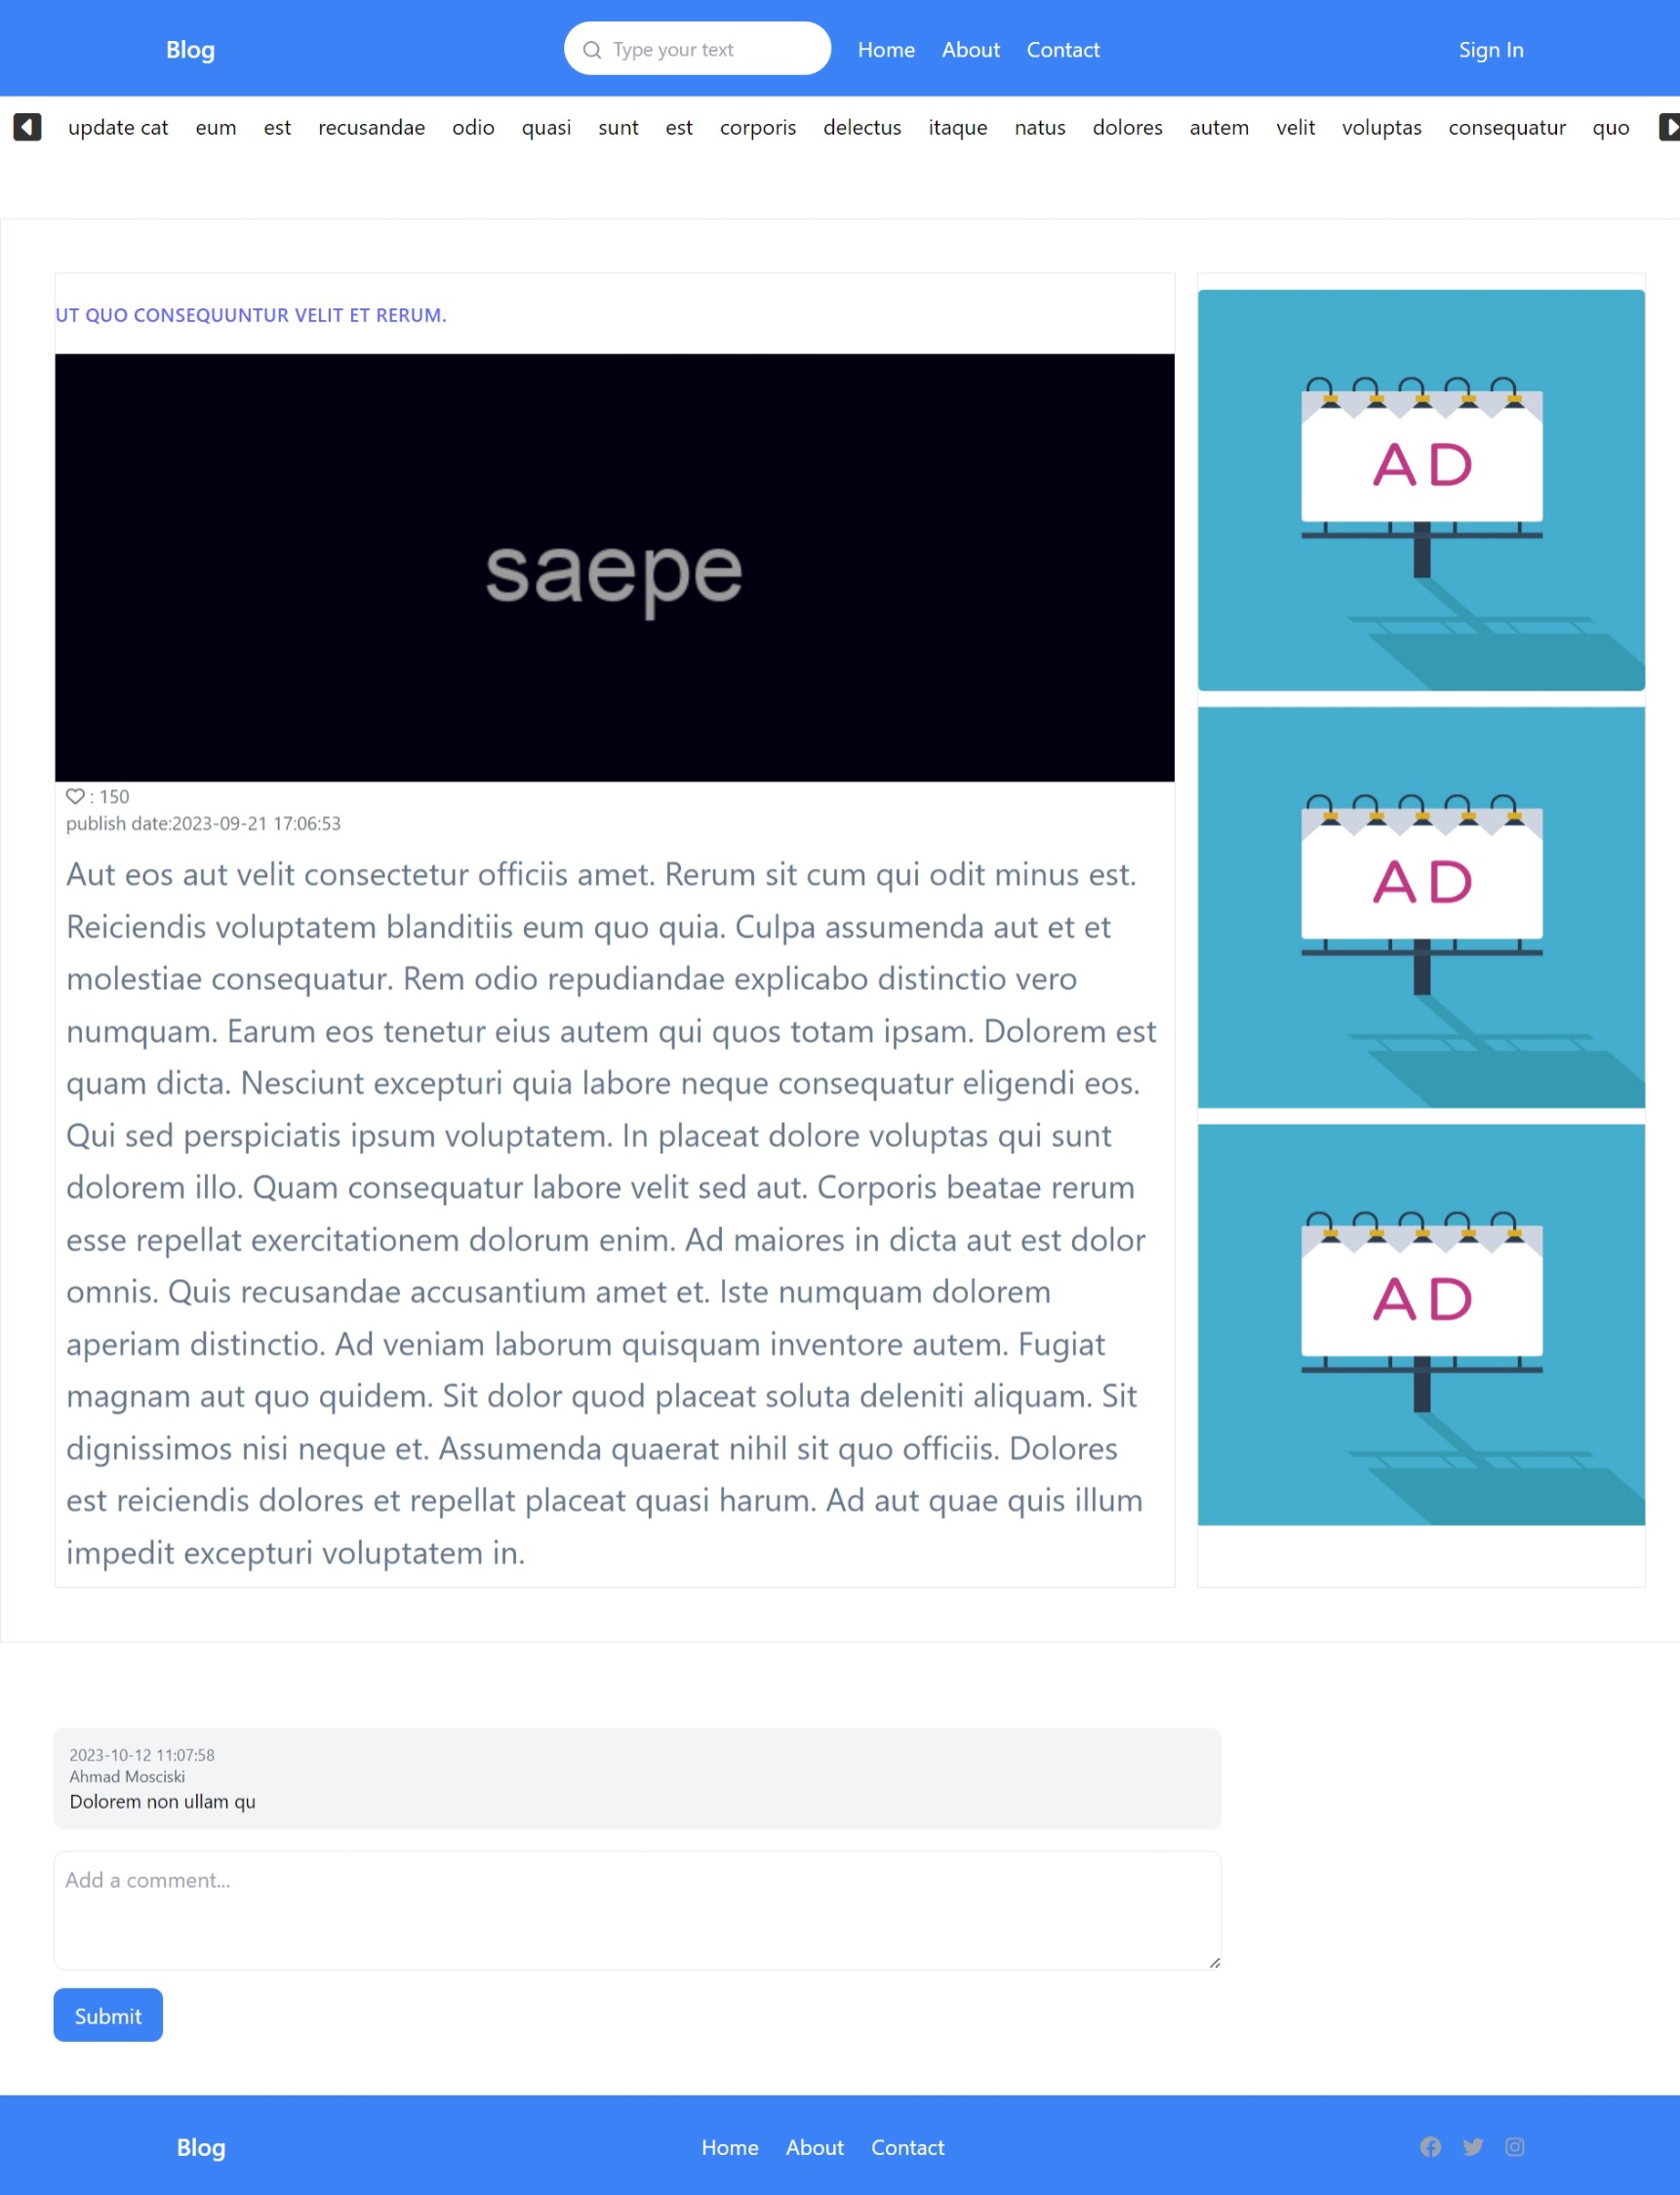 Blog
Type your text
Home About Contact
Sign In
update cat eum est recusandae odio quasi sunt est corporis delectus itaque natus dolores autem velit voluptas consequatur quo
UT QUO CONSEQUUNTUR VELIT ET RERUM.
saepe
: 150
publish date:2023-09-21 17:06:53
Aut eos aut velit consectetur officiis amet. Rerum sit cum qui odit minus est.
Reiciendis voluptatem blanditiis eum quo quia. Culpa assumenda aut et et
molestiae consequatur. Rem odio repudiandae explicabo distinctio vero
numquam. Earum eos tenetur eius autem qui quos totam ipsam. Dolorem est
quam dicta. Nesciunt excepturi quia labore neque consequatur eligendi eos.
Qui sed perspiciatis ipsum voluptatem. In placeat dolore voluptas qui sunt
dolorem illo. Quam consequatur labore velit sed aut. Corporis beatae rerum
esse repellat exercitationem dolorum enim. Ad maiores in dicta aut est dolor
omnis. Quis recusandae accusantium amet et. Iste numquam dolorem
aperiam distinctio. Ad veniam laborum quisquam inventore autem. Fugiat
magnam aut quo quidem. Sit dolor quod placeat soluta deleniti aliquam. Sit
dignissimos nisi neque et. Assumenda quaerat nihil sit quo officiis. Dolores
est reiciendis dolores et repellat placeat quasi harum. Ad aut quae quis illum
impedit excepturi voluptatem in.
AD
AD
AD
2023-10-12 11:07:58
Ahmad Mosciski
Dolorem non ullam qu
Add a comment...
Submit
Blog
Home About Contact